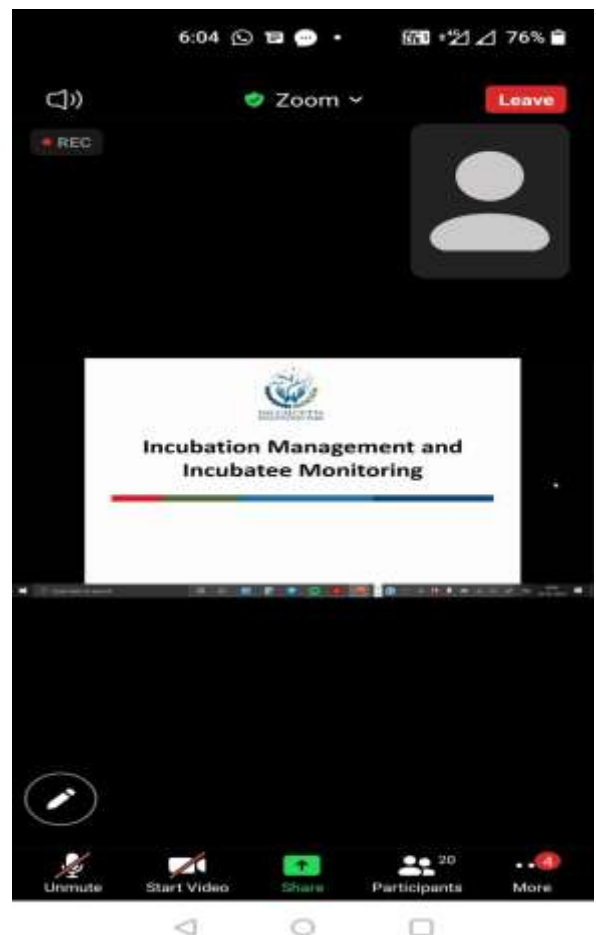 6:04 76%
Zoom Leave
REC
Incubation Management and
Incubatee Monitoring
20 4
Unmute Start Video Share Participants More